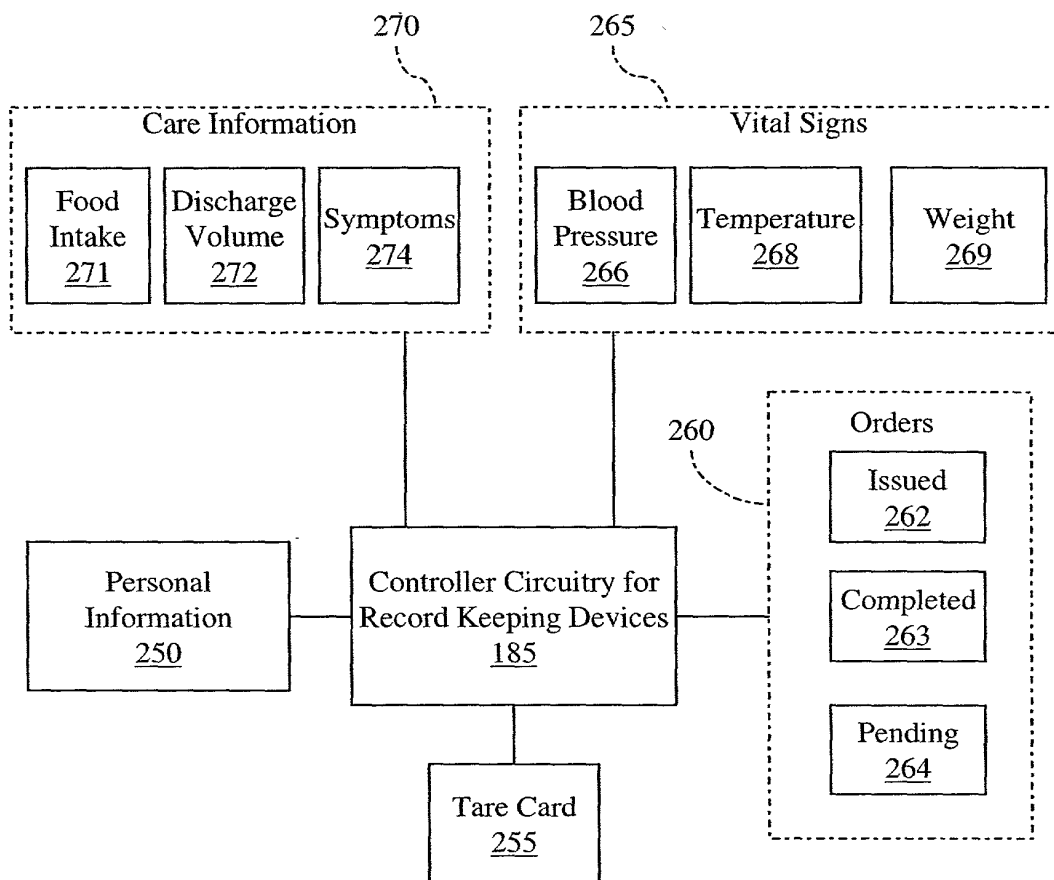 270
265
Care Information
Food
Intake
271
Discharge
Volume
272
Symptoms
274
Vital Signs
Blood
Pressure
266
Temperature
268
Weight
269
260
Orders
Issued
262
Completed
263
Pending
264
Personal
Information
250
Controller Circuitry for
Record Keeping Devices
185
Tare Card
255